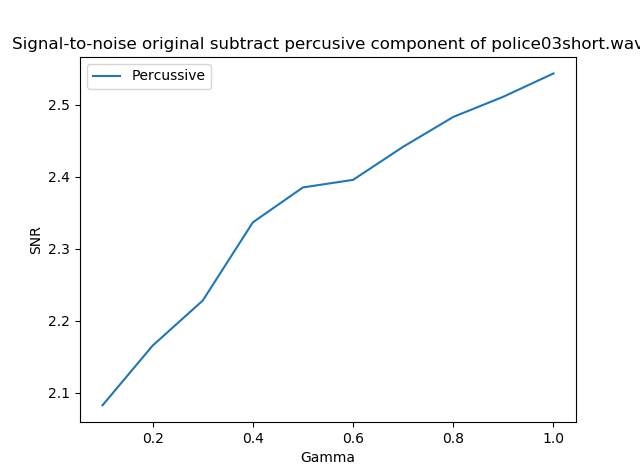 Signal-to-noise original subtract percusive component of police03short.wav
Percussive
2.5
2.4
2.3
2.2
2.1
SNR
0.2 0.4 0.6 0.8 1.0
Gamma